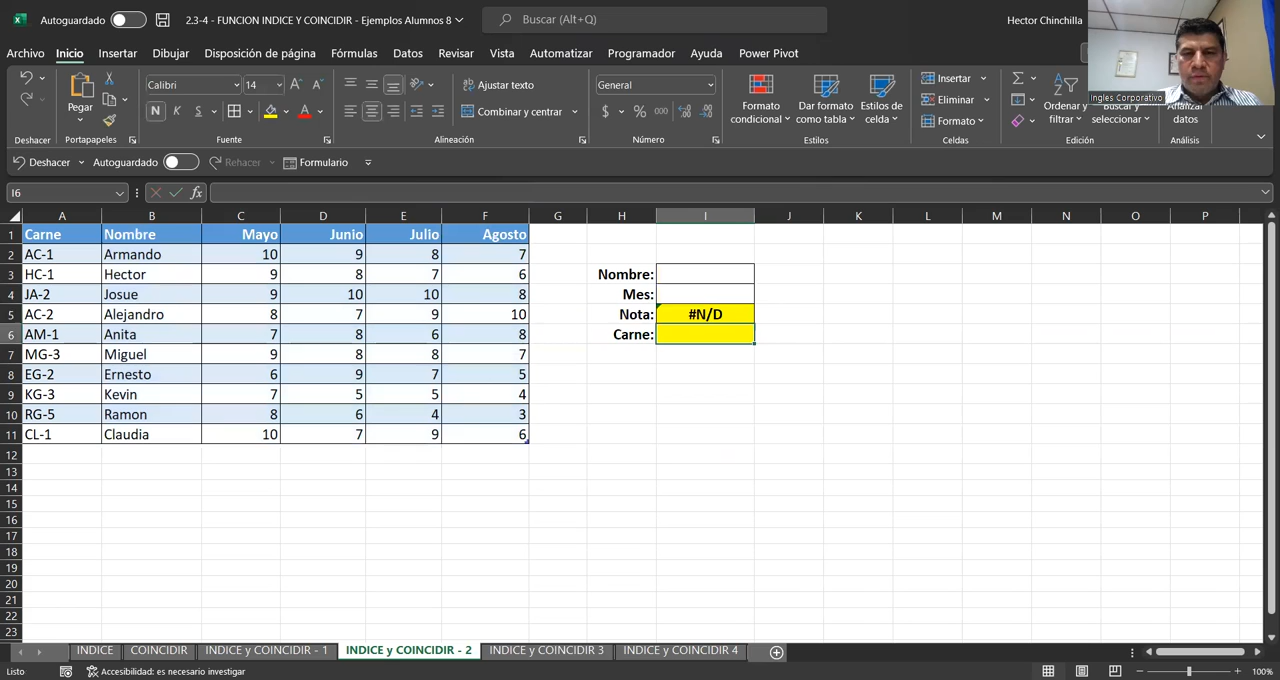 Autoguardado
2.3-4 - FUNCION INDICE Y COINCIDIR - Ejemplos Alumnos 8
Buscar (Alt+Q)
Hector Chinchilla
Archivo Inicio Insertar Dibujar Disposición de página Fórmulas Datos Revisar Vista Automatizar Programador Ayuda Power Pivot
Pegar
Calibri 14
N K S
Ajustar texto
Combinar y centrar
General
$ % 000
Formato condicional
Dar formato como tabla
Estilos de celda
Insertar
Eliminar
Formato
Ordenar y filtrar
Buscar y seleccionar
Analizar datos
Ingles Corporativo
Deshacer Portapapeles Fuente Alineación Número Estilos Celdas Edición Análisis
Deshacer Autoguardado Rehacer Formulario
I6 fx
A B C D E F G H I J K L M N O P
1 Carne Nombre Mayo Junio Julio Agosto
2 AC-1 Armando 10 9 8 7
3 HC-1 Hector 9 8 7 6 Nombre:
4 JA-2 Josue 9 10 10 8 Mes:
5 AC-2 Alejandro 8 7 9 10 Nota: #N/D
6 AM-1 Anita 7 8 6 8 Carne:
7 MG-3 Miguel 9 8 8 7
8 EG-2 Ernesto 6 9 7 5
9 KG-3 Kevin 7 5 5 4
10 RG-5 Ramon 8 6 4 3
11 CL-1 Claudia 10 7 9 6
12
13
14
15
16
17
18
19
20
21
22
23
INDICE COINCIDIR INDICE y COINCIDIR - 1 INDICE y COINCIDIR - 2 INDICE y COINCIDIR 3 INDICE y COINCIDIR 4
Listo Accesibilidad: es necesario investigar 100%